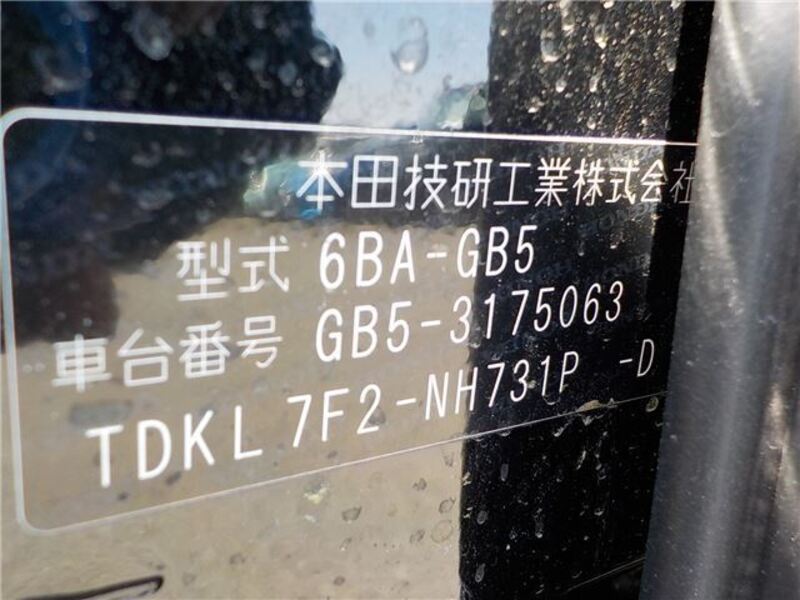 本田技研工業株式会社
型式 6BA-GB5
車台番号 GB5-3175063
TDKL 7F2-NH731P -D